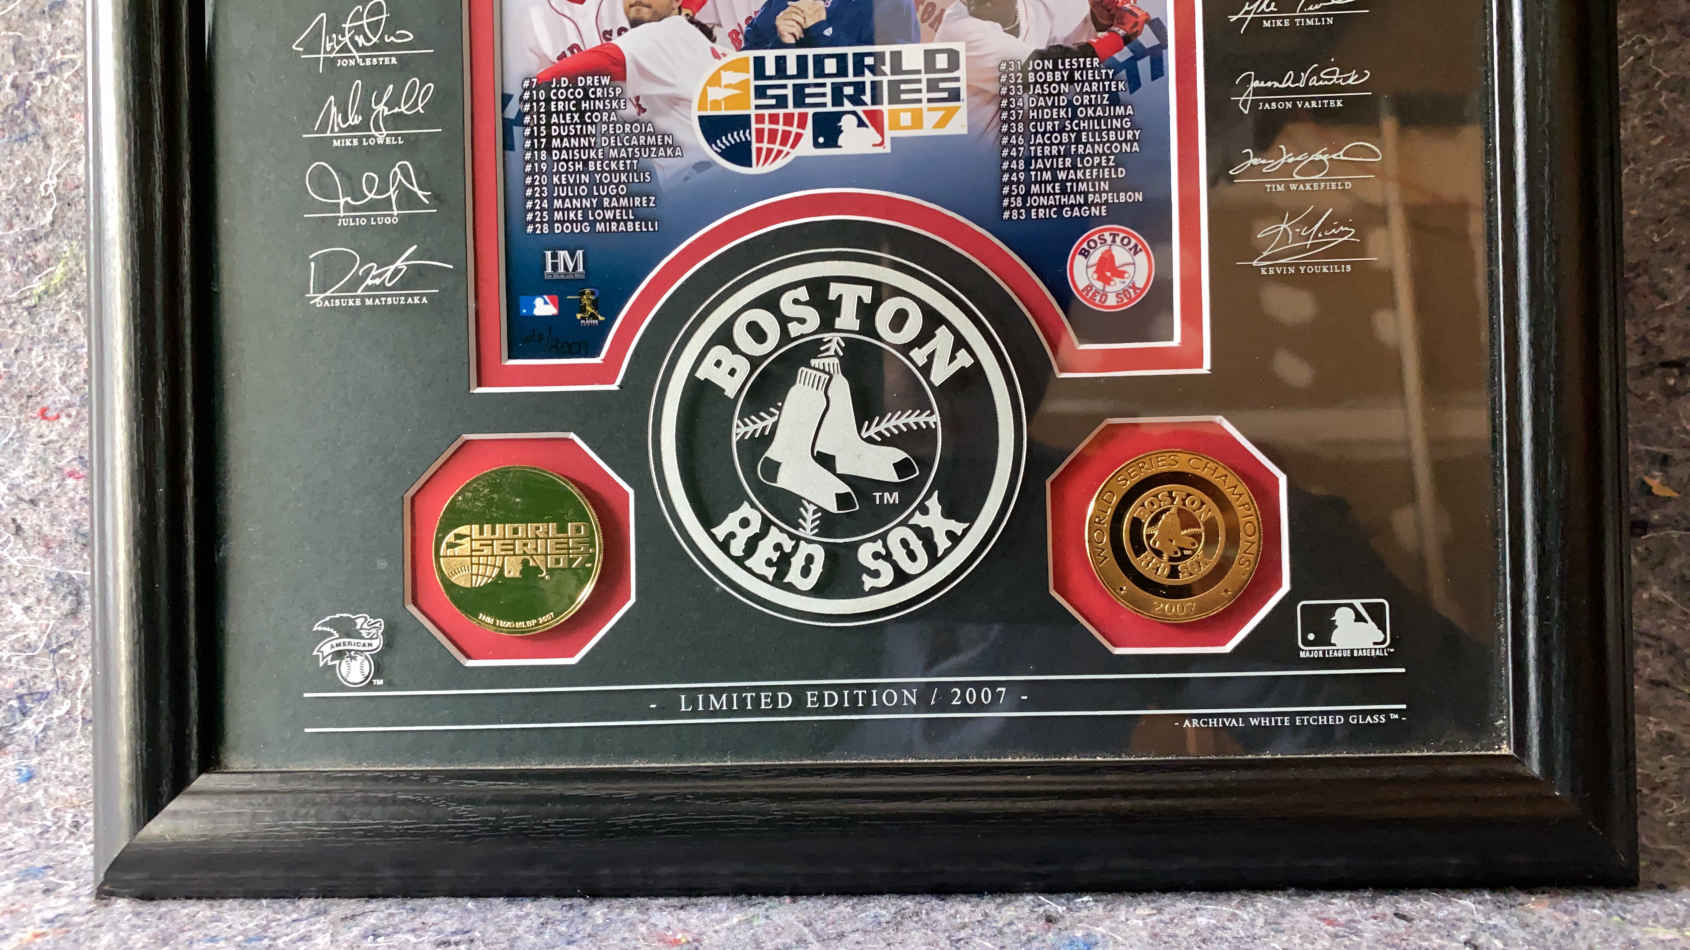 JON LESTER
MIKE LOWELL
JULIO LUGO
DAISUKE MATSUZAKA
#7 J.D. DREW
#10 COCO CRISP
#12 ERIC HINSKE
#13 ALEX CORA
#15 DUSTIN PEDROIA
#17 MANNY DELCARMEN
#18 DAISUKE MATSUZAKA
#19 JOSH BECKETT
#20 KEVIN YOUKILIS
#23 JULIO LUGO
#24 MANNY RAMIREZ
#25 MIKE LOWELL
#28 DOUG MIRABELLI
HM
WORLD
SERIES
07
#31 JON LESTER
#32 BOBBY KIELTY
#33 JASON VARITEK
#34 DAVID ORTIZ
#37 HIDEKI OKAJIMA
#38 CURT SCHILLING
#46 JACOBY ELLSBURY
#47 TERRY FRANCONA
#48 JAVIER LOPEZ
#49 TIM WAKEFIELD
#50 MIKE TIMLIN
#58 JONATHAN PAPELBON
#83 ERIC GAGNE
BOSTON
RED SOX
MIKE TIMLIN
JASON VARITEK
TIM WAKEFIELD
KEVIN YOUKILIS
BOSTON
RED SOX
TM
WORLD
SERIES
07
WORLD SERIES CHAMPIONS
BOSTON
RED SOX
2007
AMERICAN
TM
MAJOR LEAGUE BASEBALL™
- LIMITED EDITION / 2007 -
- ARCHIVAL WHITE ETCHED GLASS ™ -